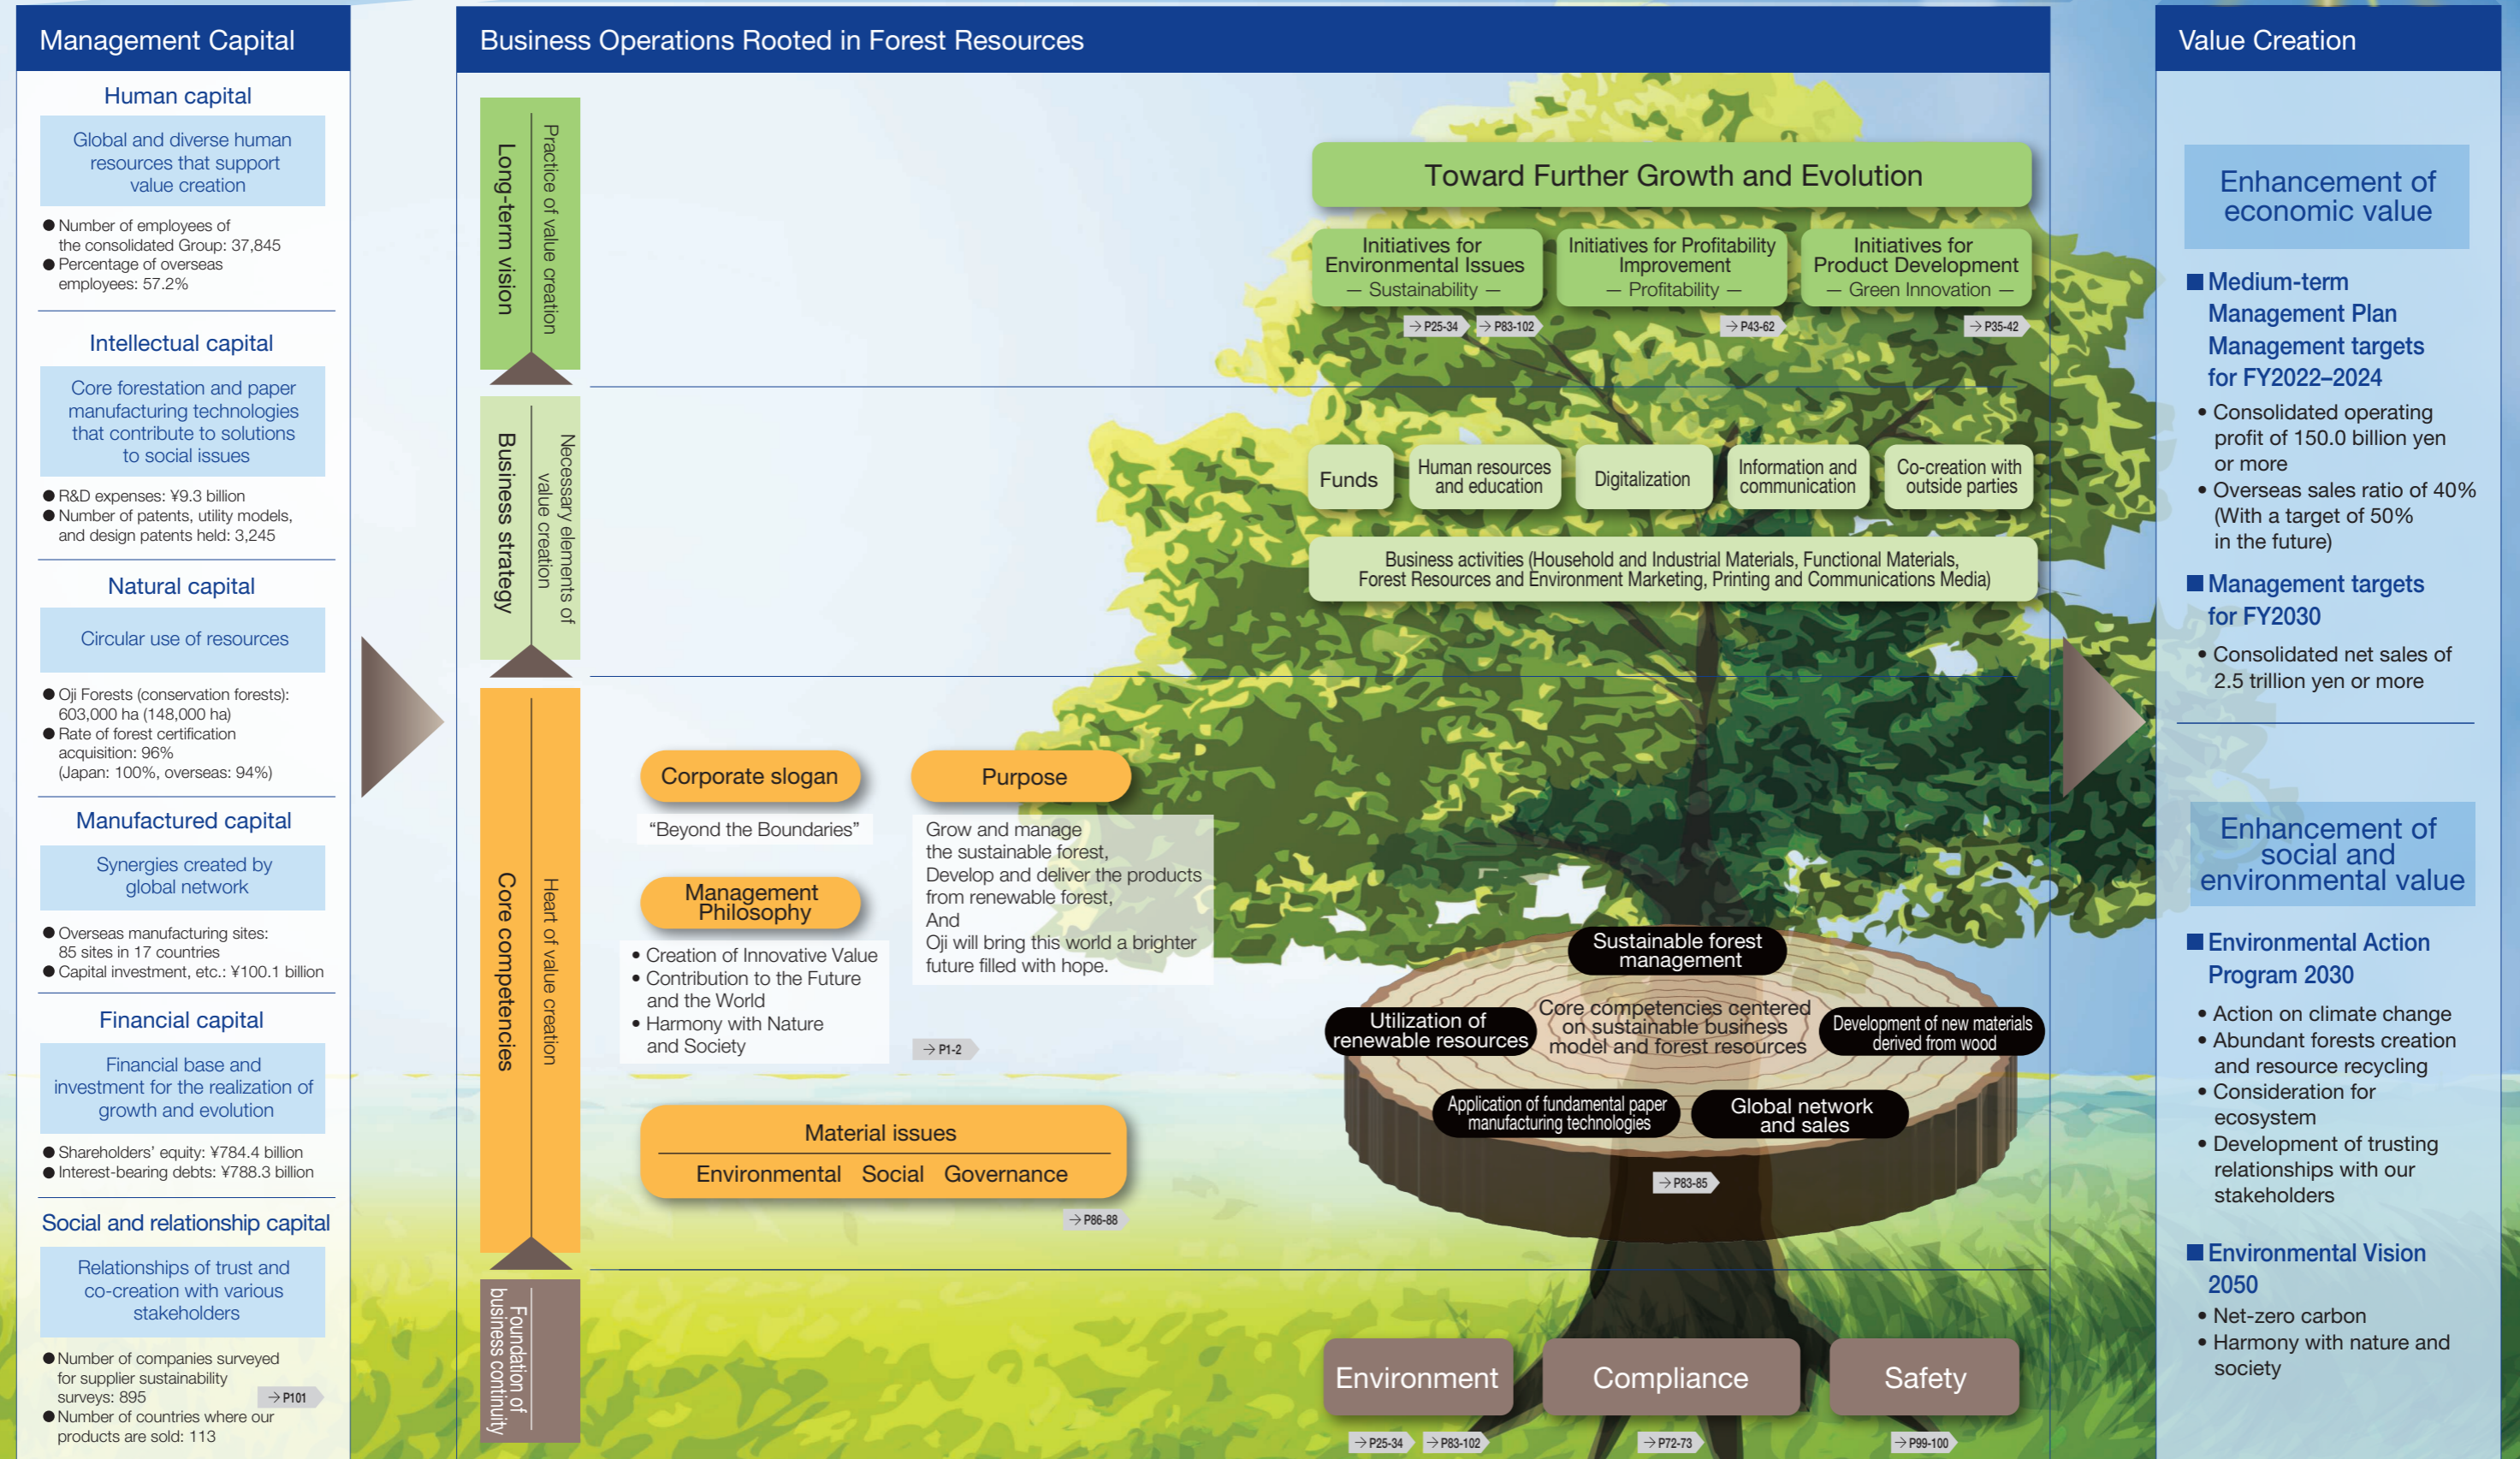 Management Capital
Human capital
Global and diverse human
resources that support
value creation
● Number of employees of
the consolidated Group: 37,845
● Percentage of overseas
employees: 57.2%
Intellectual capital
Core forestation and paper
manufacturing technologies
that contribute to solutions
to social issues
● R&D expenses: ¥9.3 billion
● Number of patents, utility models,
and design patents held: 3,245
Natural capital
Circular use of resources
● Oji Forests (conservation forests):
603,000 ha (148,000 ha)
● Rate of forest certification
acquisition: 96%
(Japan: 100%, overseas: 94%)
Manufactured capital
Synergies created by
global network
● Overseas manufacturing sites:
85 sites in 17 countries
● Capital investment, etc.: ¥100.1 billion
Financial capital
Financial base and
investment for the realization of
growth and evolution
● Shareholders' equity: ¥784.4 billion
● Interest-bearing debts: ¥788.3 billion
Social and relationship capital
Relationships of trust and
co-creation with various
stakeholders
● Number of companies surveyed
for supplier sustainability
surveys: 895
→ P101
● Number of countries where our
products are sold: 113
Business Operations Rooted in Forest Resources
Practice of value creation
Long-term vision
Toward Further Growth and Evolution
Initiatives for
Environmental Issues
— Sustainability —
→ P25-34 → P83-102
Initiatives for Profitability
Improvement
— Profitability —
→ P43-62
Initiatives for
Product Development
— Green Innovation —
→ P35-42
Necessary elements of
value creation
Business strategy
Funds
Human resources
and education
Digitalization
Information and
communication
Co-creation with
outside parties
Business activities (Household and Industrial Materials, Functional Materials,
Forest Resources and Environment Marketing, Printing and Communications Media)
Heart of value creation
Core competencies
Corporate slogan
“Beyond the Boundaries”
Management
Philosophy
• Creation of Innovative Value
• Contribution to the Future
and the World
• Harmony with Nature
and Society
Purpose
Grow and manage
the sustainable forest,
Develop and deliver the products
from renewable forest,
And
Oji will bring this world a brighter
future filled with hope.
→ P1-2
Material issues
Environmental Social Governance
→ P86-88
Sustainable forest
management
Utilization of
renewable resources
Core competencies centered
on sustainable business
model and forest resources
Development of new materials
derived from wood
Application of fundamental paper
manufacturing technologies
Global network
and sales
→ P83-85
Foundation of
business continuity
Environment
→ P25-34 → P83-102
Compliance
→ P72-73
Safety
→ P99-100
Value Creation
Enhancement of
economic value
■ Medium-term
Management Plan
Management targets
for FY2022–2024
• Consolidated operating
profit of 150.0 billion yen
or more
• Overseas sales ratio of 40%
(With a target of 50%
in the future)
■ Management targets
for FY2030
• Consolidated net sales of
2.5 trillion yen or more
Enhancement of
social and
environmental value
■ Environmental Action
Program 2030
• Action on climate change
• Abundant forests creation
and resource recycling
• Consideration for
ecosystem
• Development of trusting
relationships with our
stakeholders
■ Environmental Vision
2050
• Net-zero carbon
• Harmony with nature and
society